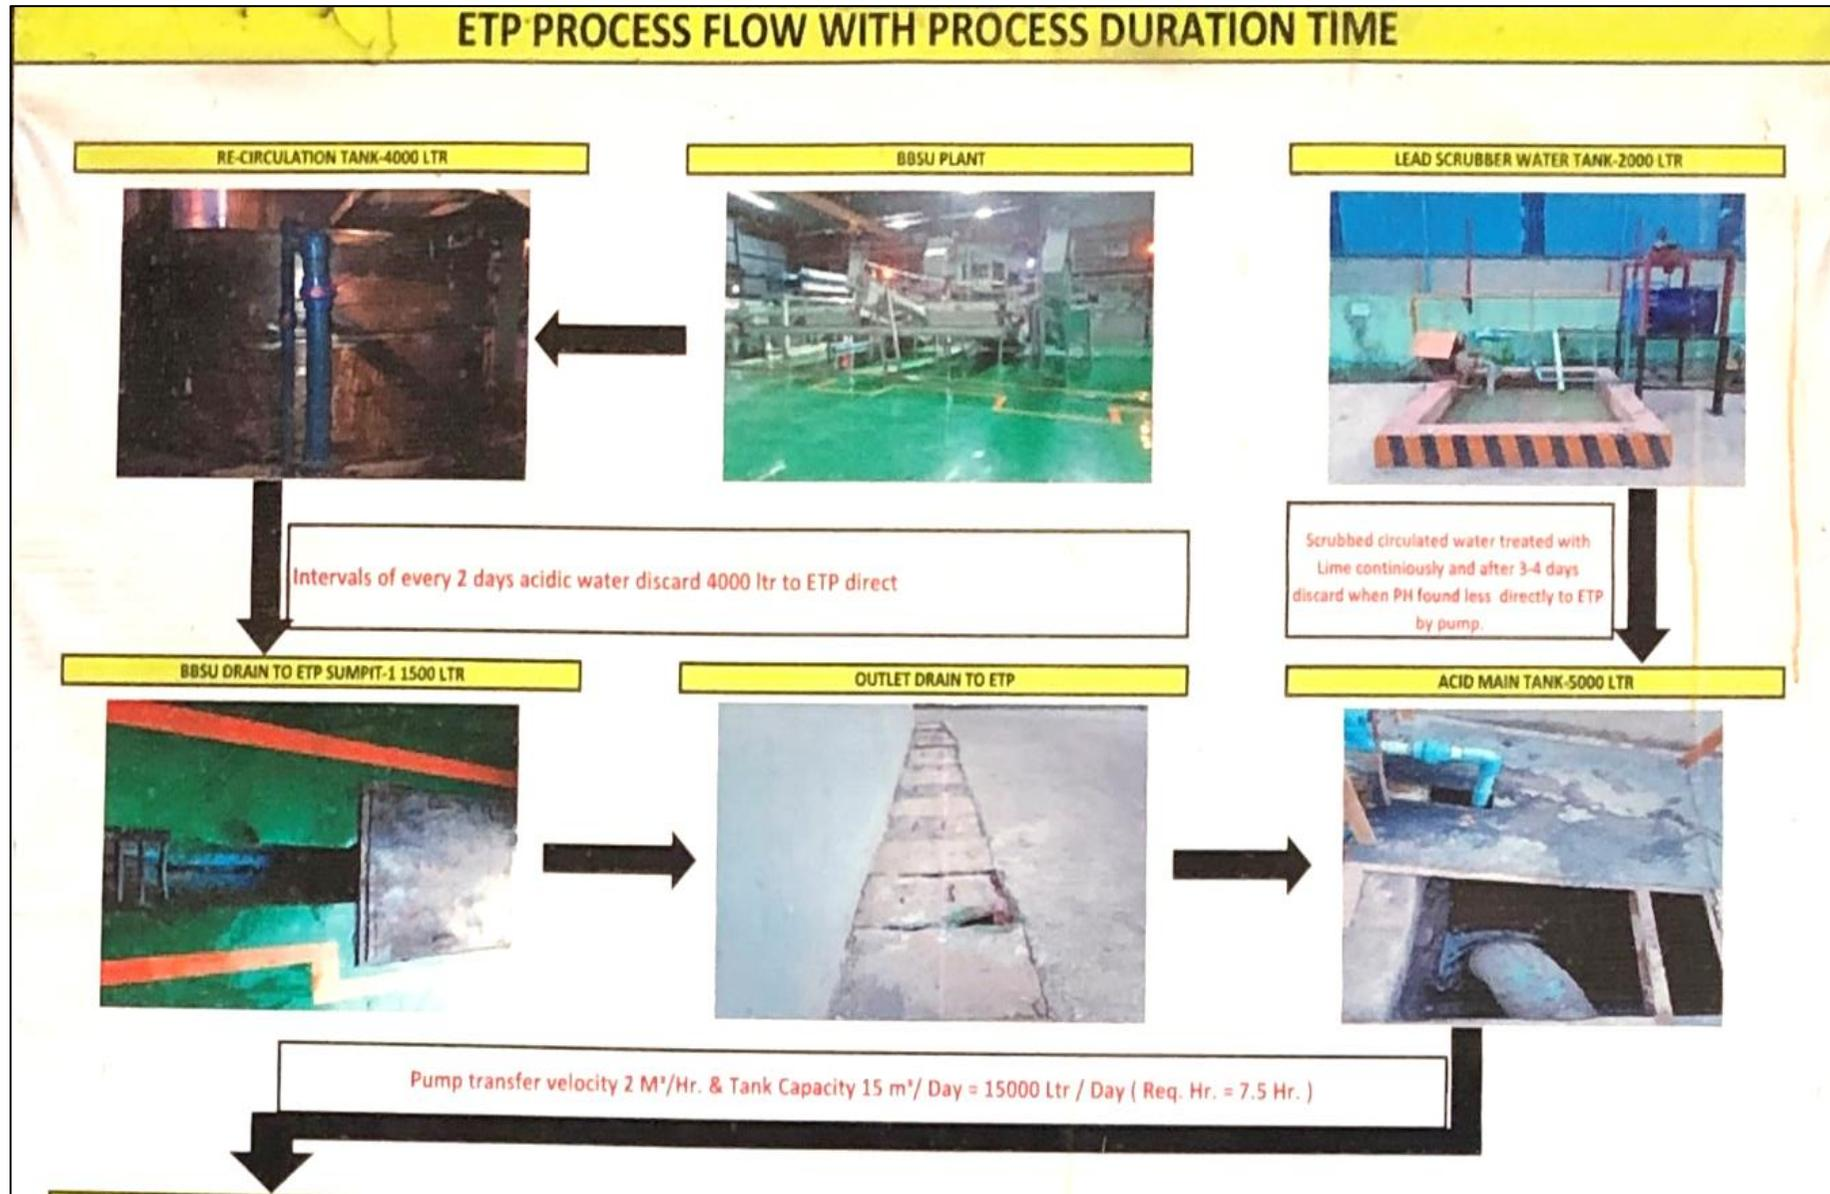 ETP PROCESS FLOW WITH PROCESS DURATION TIME
RE-CIRCULATION TANK-4000 LTR
BBSU PLANT
LEAD SCRUBBER WATER TANK-2000 LTR
Intervals of every 2 days acidic water discard 4000 ltr to ETP direct
Scrubbed circulated water treated with
Lime continiously and after 3-4 days
discard when PH found less directly to ETP
by pump.
BBSU DRAIN TO ETP SUMPIT-1 1500 LTR
OUTLET DRAIN TO ETP
ACID MAIN TANK-5000 LTR
Pump transfer velocity 2 M³/Hr. & Tank Capacity 15 m³/ Day = 15000 Ltr / Day ( Req. Hr. = 7.5 Hr. )